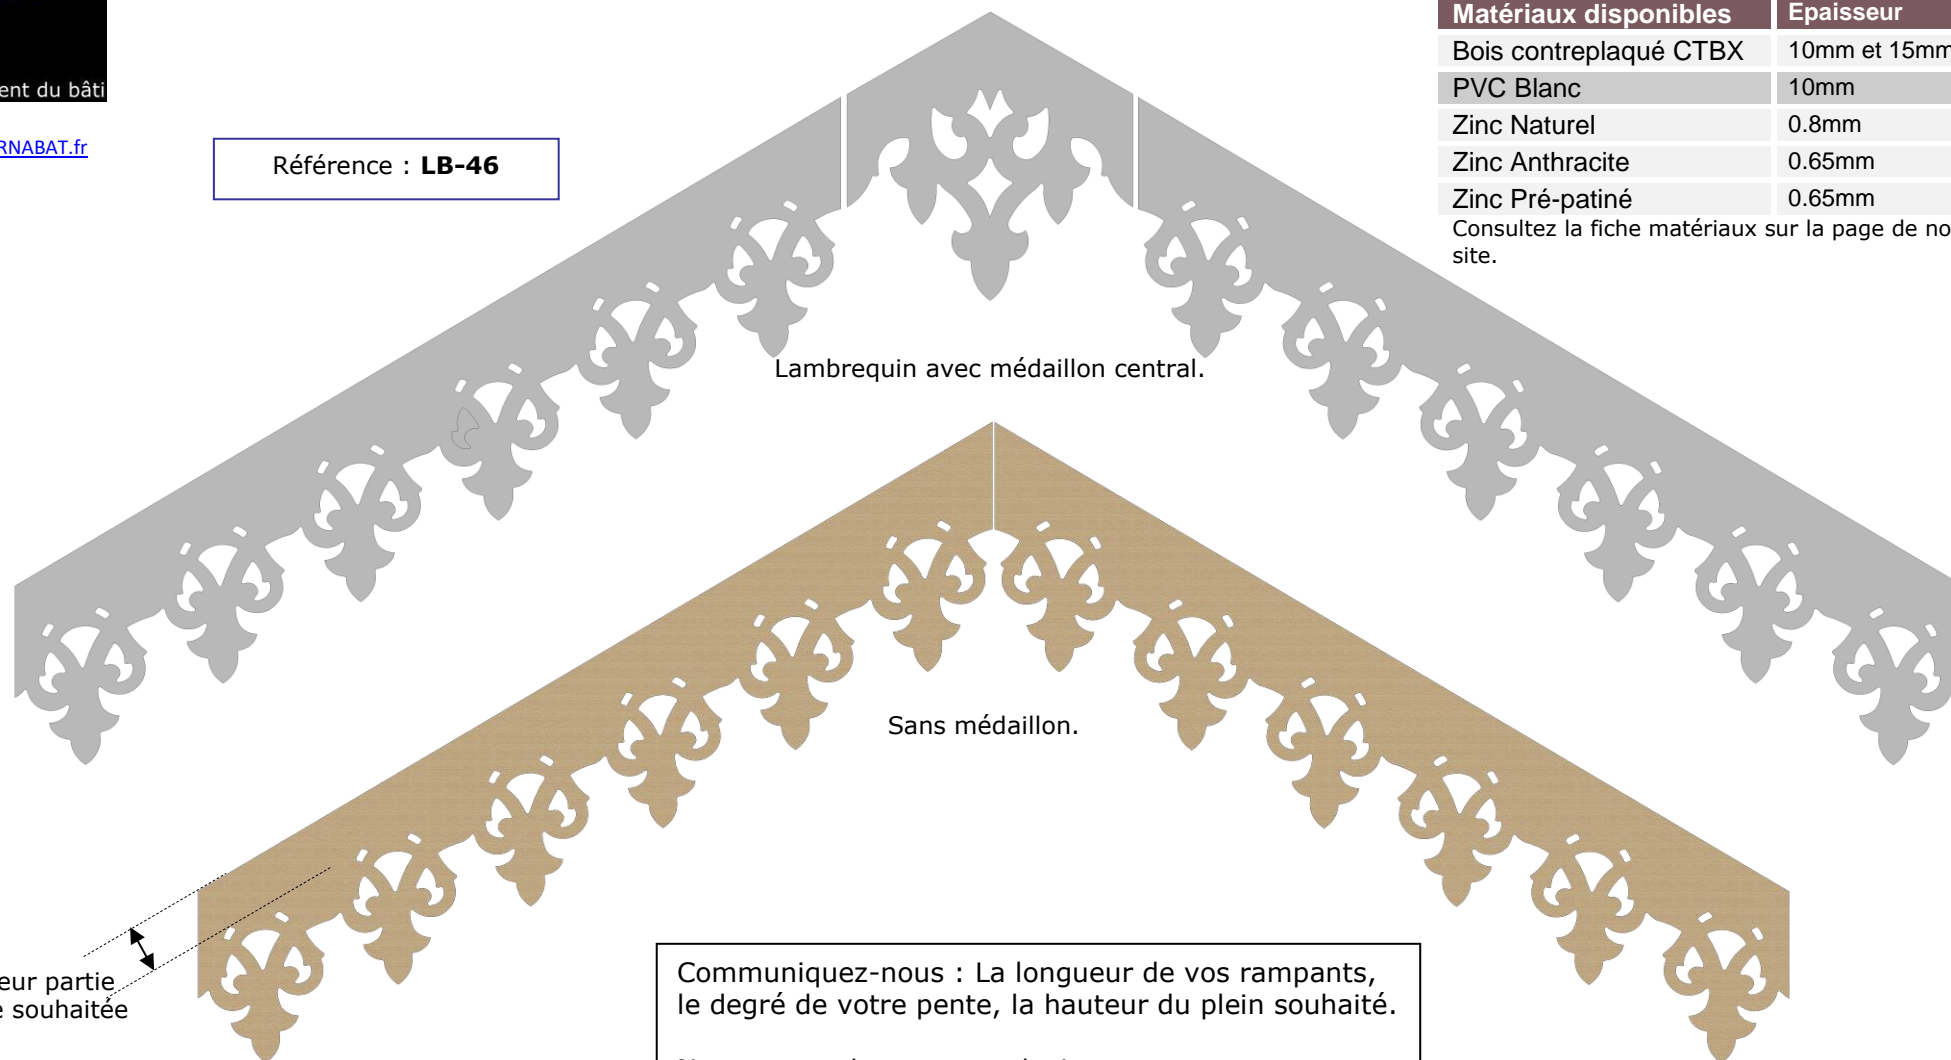 ent du bâti
RNABAT.fr
Référence : LB-46
Matériaux disponibles Epaisseur
Bois contreplaqué CTBX 10mm et 15mm
PVC Blanc 10mm
Zinc Naturel 0.8mm
Zinc Anthracite 0.65mm
Zinc Pré-patiné 0.65mm
Consultez la fiche matériaux sur la page de no
site.
Lambrequin avec médaillon central.
Sans médaillon.
eur partie
e souhaitée
Communiquez-nous : La longueur de vos rampants,
le degré de votre pente, la hauteur du plein souhaité.